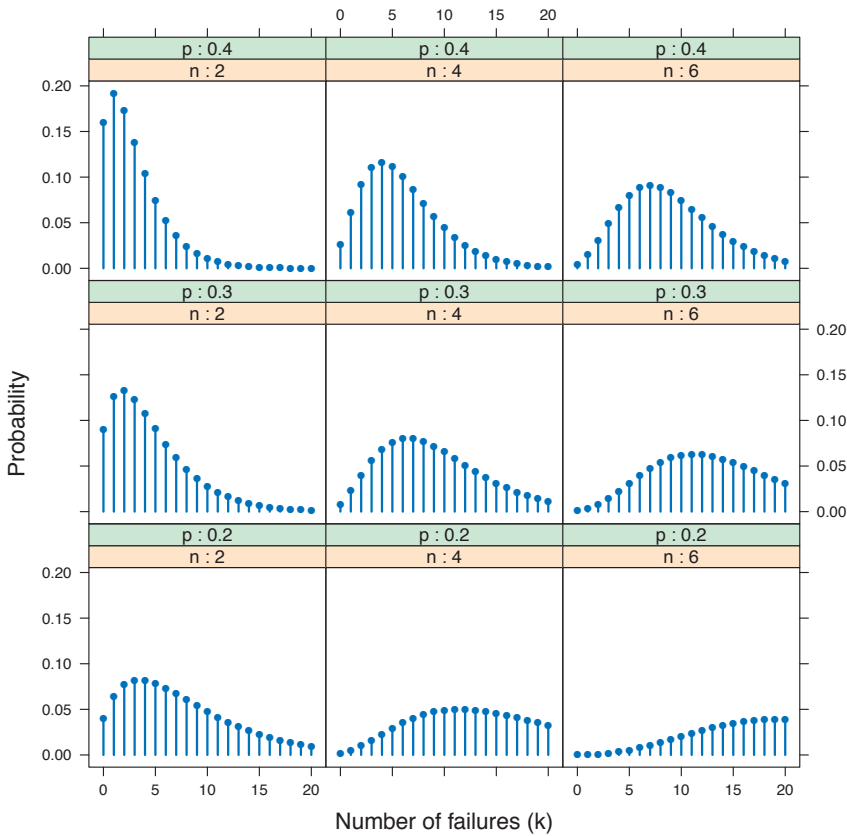 0 5 10 15 20
p : 0.4 p : 0.4 p : 0.4
n : 2 n : 4 n : 6
0.20
0.15
0.10
0.05
0.00
p : 0.3 p : 0.3 p : 0.3
n : 2 n : 4 n : 6
0.20
0.15
0.10
0.05
0.00
p : 0.2 p : 0.2 p : 0.2
n : 2 n : 4 n : 6
0.20
0.15
0.10
0.05
0.00
0 5 10 15 20 0 5 10 15 20
Probability
Number of failures (k)